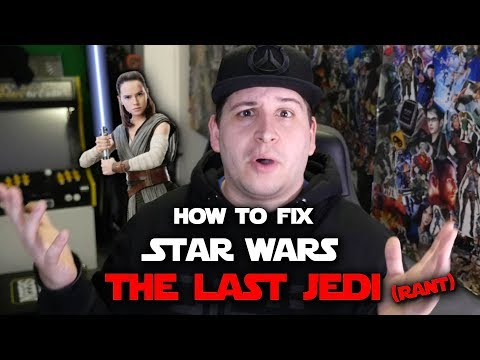 HOW TO FIX
STAR WARS
THE LAST JEDI (RANT)